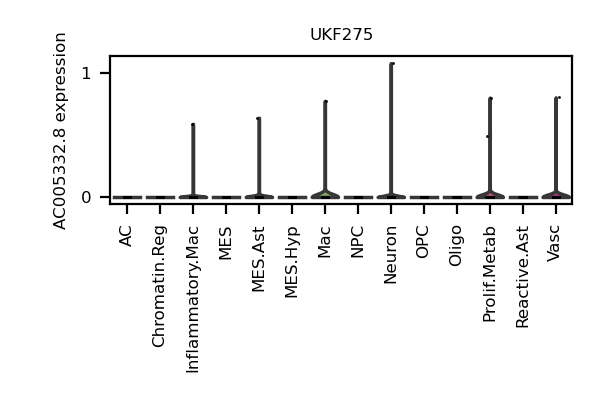 UKF275
AC005332.8 expression
1
0
AC
Chromatin.Reg
Inflammatory.Mac
MES
MES.Ast
MES.Hyp
Mac
NPC
Neuron
OPC
Oligo
Prolif.Metab
Reactive.Ast
Vasc